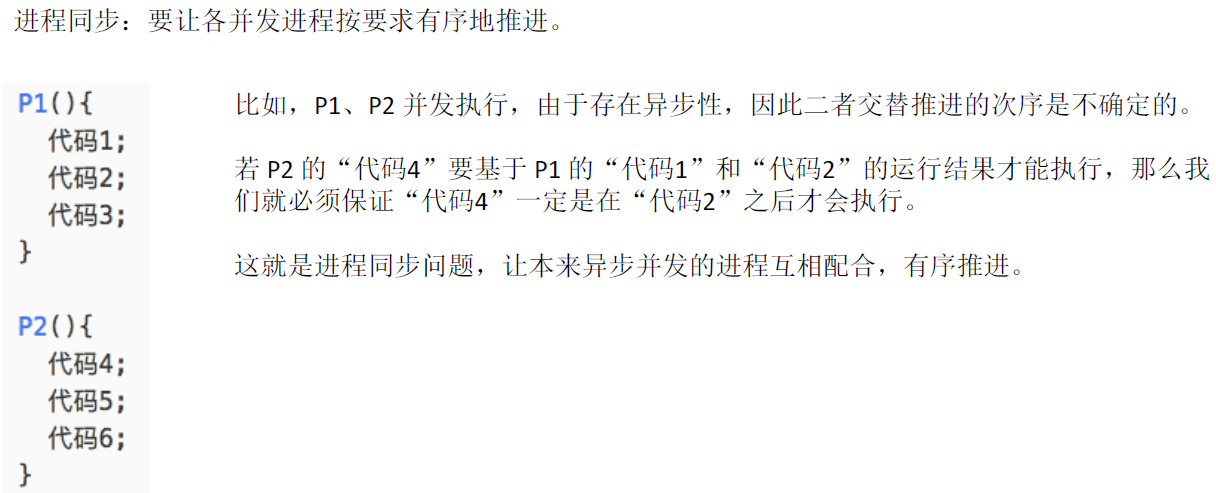 进程同步：要让各并发进程按要求有序地推进。
P1(){
代码1;
代码2;
代码3;
}
P2(){
代码4;
代码5;
代码6;
}
比如，P1、P2 并发执行，由于存在异步性，因此二者交替推进的次序是不确定的。
若 P2 的“代码4”要基于 P1 的“代码1”和“代码2”的运行结果才能执行，那么我
们就必须保证“代码4”一定是在“代码2”之后才会执行。
这就是进程同步问题，让本来异步并发的进程互相配合，有序推进。